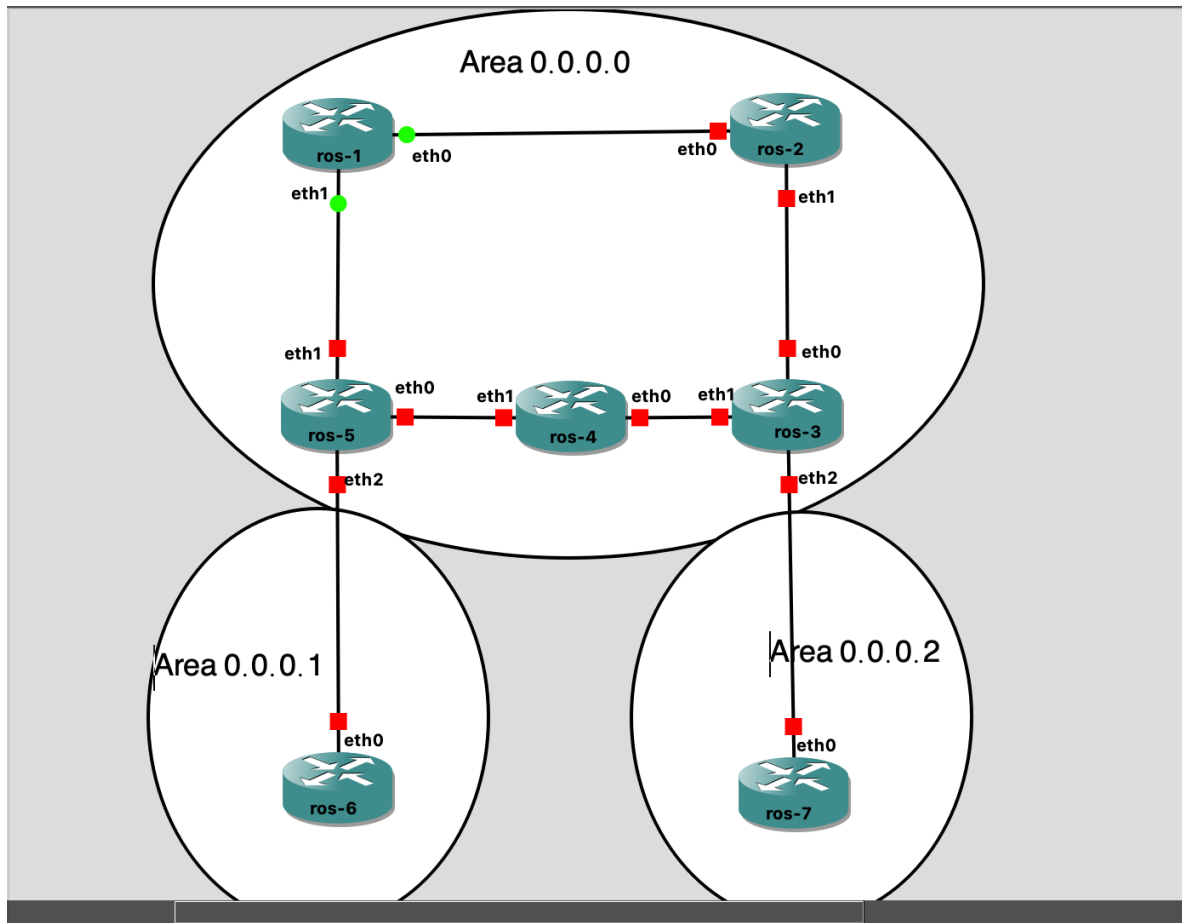 Area 0.0.0.0
ros-1
eth0
eth0
ros-2
eth1
eth1
eth1
eth0
eth0
eth1
eth0
eth1
ros-5
ros-4
ros-3
eth2
eth2
Area 0.0.0.1
Area 0.0.0.2
eth0
eth0
ros-6
ros-7